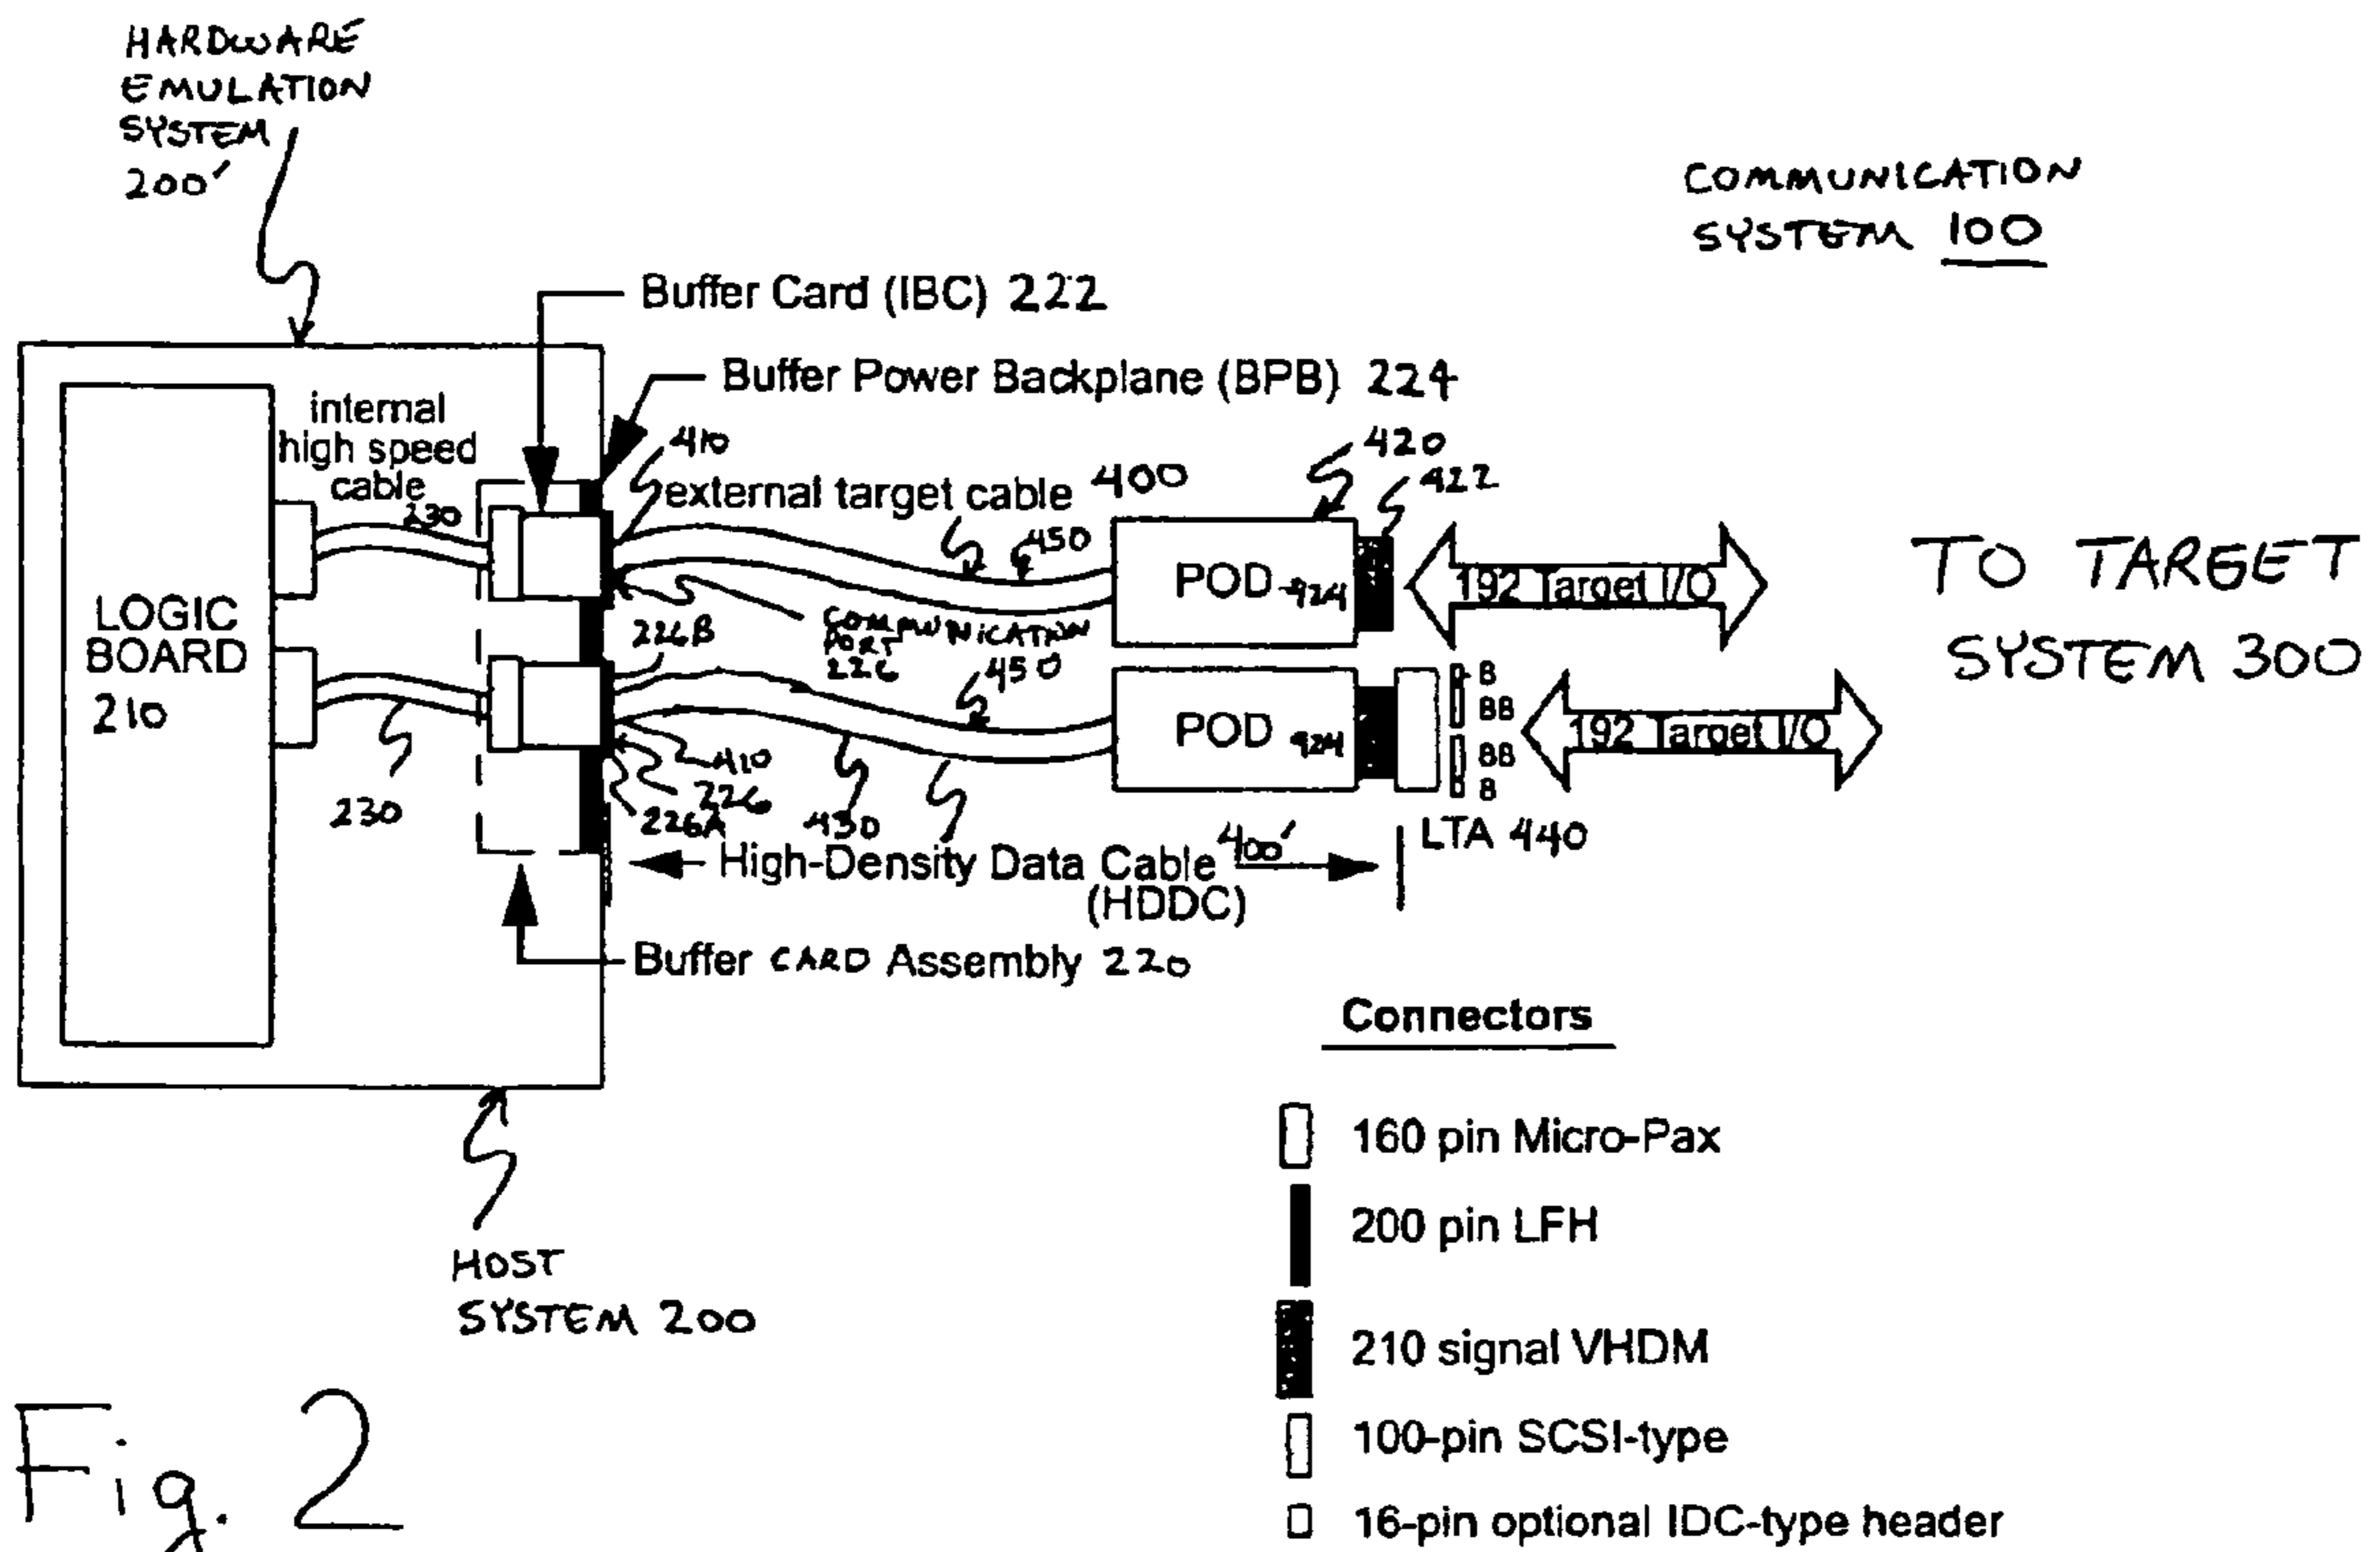 HARDWARE
EMULATION
SYSTEM
200'
COMMUNICATION
SYSTEM 100
Buffer Card (IBC) 222
Buffer Power Backplane (BPB) 224
internal
high speed
cable
230
410
external target cable 400
420
422
450
POD 424
192 Target I/O
TO TARGET
SYSTEM 300
LOGIC
BOARD
210
226B
COMMUNICATION
PORT
226
450
POD 424
8
88
88
8
192 Target I/O
410
226
226A
430
230
400'
LTA 440
High-Density Data Cable
(HDDC)
Buffer CARD Assembly 220
Connectors
160 pin Micro-Pax
200 pin LFH
210 signal VHDM
100-pin SCSI-type
16-pin optional IDC-type header
HOST
SYSTEM 200
Fig. 2